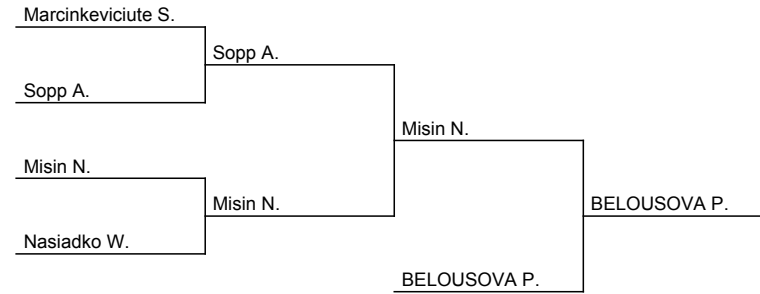 Marcinkeviciute S.
Sopp A.
Sopp A.
Misin N.
Misin N.
Misin N.
BELOUSOVA P.
Nasiadko W.
BELOUSOVA P.